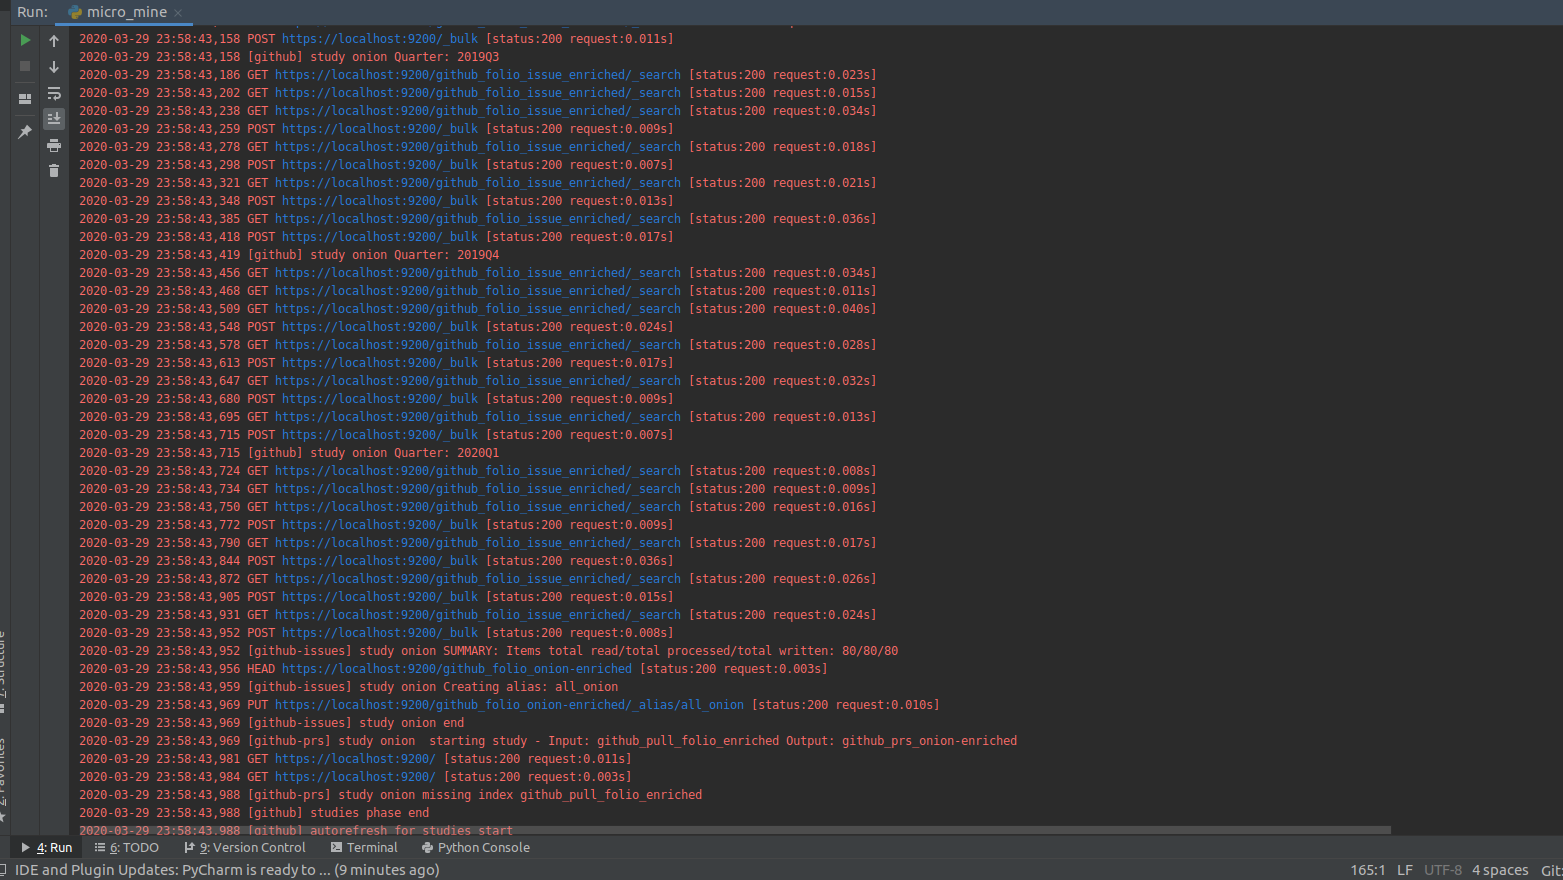 Run: micro_mine
2020-03-29 23:58:43,158 POST https://localhost:9200/_bulk [status:200 request:0.011s]
2020-03-29 23:58:43,158 [github] study onion Quarter: 2019Q3
2020-03-29 23:58:43,186 GET https://localhost:9200/github_folio_issue_enriched/_search [status:200 request:0.023s]
2020-03-29 23:58:43,202 GET https://localhost:9200/github_folio_issue_enriched/_search [status:200 request:0.015s]
2020-03-29 23:58:43,238 GET https://localhost:9200/github_folio_issue_enriched/_search [status:200 request:0.034s]
2020-03-29 23:58:43,259 POST https://localhost:9200/_bulk [status:200 request:0.009s]
2020-03-29 23:58:43,278 GET https://localhost:9200/github_folio_issue_enriched/_search [status:200 request:0.018s]
2020-03-29 23:58:43,298 POST https://localhost:9200/_bulk [status:200 request:0.007s]
2020-03-29 23:58:43,321 GET https://localhost:9200/github_folio_issue_enriched/_search [status:200 request:0.021s]
2020-03-29 23:58:43,348 POST https://localhost:9200/_bulk [status:200 request:0.013s]
2020-03-29 23:58:43,385 GET https://localhost:9200/github_folio_issue_enriched/_search [status:200 request:0.036s]
2020-03-29 23:58:43,418 POST https://localhost:9200/_bulk [status:200 request:0.017s]
2020-03-29 23:58:43,419 [github] study onion Quarter: 2019Q4
2020-03-29 23:58:43,456 GET https://localhost:9200/github_folio_issue_enriched/_search [status:200 request:0.034s]
2020-03-29 23:58:43,468 GET https://localhost:9200/github_folio_issue_enriched/_search [status:200 request:0.011s]
2020-03-29 23:58:43,509 GET https://localhost:9200/github_folio_issue_enriched/_search [status:200 request:0.040s]
2020-03-29 23:58:43,548 POST https://localhost:9200/_bulk [status:200 request:0.024s]
2020-03-29 23:58:43,578 GET https://localhost:9200/github_folio_issue_enriched/_search [status:200 request:0.028s]
2020-03-29 23:58:43,613 POST https://localhost:9200/_bulk [status:200 request:0.017s]
2020-03-29 23:58:43,647 GET https://localhost:9200/github_folio_issue_enriched/_search [status:200 request:0.032s]
2020-03-29 23:58:43,680 POST https://localhost:9200/_bulk [status:200 request:0.009s]
2020-03-29 23:58:43,695 GET https://localhost:9200/github_folio_issue_enriched/_search [status:200 request:0.013s]
2020-03-29 23:58:43,715 POST https://localhost:9200/_bulk [status:200 request:0.007s]
2020-03-29 23:58:43,715 [github] study onion Quarter: 2020Q1
2020-03-29 23:58:43,724 GET https://localhost:9200/github_folio_issue_enriched/_search [status:200 request:0.008s]
2020-03-29 23:58:43,734 GET https://localhost:9200/github_folio_issue_enriched/_search [status:200 request:0.009s]
2020-03-29 23:58:43,750 GET https://localhost:9200/github_folio_issue_enriched/_search [status:200 request:0.016s]
2020-03-29 23:58:43,772 POST https://localhost:9200/_bulk [status:200 request:0.009s]
2020-03-29 23:58:43,790 GET https://localhost:9200/github_folio_issue_enriched/_search [status:200 request:0.017s]
2020-03-29 23:58:43,844 POST https://localhost:9200/_bulk [status:200 request:0.036s]
2020-03-29 23:58:43,872 GET https://localhost:9200/github_folio_issue_enriched/_search [status:200 request:0.026s]
2020-03-29 23:58:43,905 POST https://localhost:9200/_bulk [status:200 request:0.015s]
2020-03-29 23:58:43,931 GET https://localhost:9200/github_folio_issue_enriched/_search [status:200 request:0.024s]
2020-03-29 23:58:43,952 POST https://localhost:9200/_bulk [status:200 request:0.008s]
2020-03-29 23:58:43,952 [github-issues] study onion SUMMARY: Items total read/total processed/total written: 80/80/80
2020-03-29 23:58:43,956 HEAD https://localhost:9200/github_folio_onion-enriched [status:200 request:0.003s]
2020-03-29 23:58:43,959 [github-issues] study onion Creating alias: all_onion
2020-03-29 23:58:43,969 PUT https://localhost:9200/github_folio_onion-enriched/_alias/all_onion [status:200 request:0.010s]
2020-03-29 23:58:43,969 [github-issues] study onion end
2020-03-29 23:58:43,969 [github-prs] study onion  starting study - Input: github_pull_folio_enriched Output: github_prs_onion-enriched
2020-03-29 23:58:43,981 GET https://localhost:9200/ [status:200 request:0.011s]
2020-03-29 23:58:43,984 GET https://localhost:9200/ [status:200 request:0.003s]
2020-03-29 23:58:43,988 [github-prs] study onion missing index github_pull_folio_enriched
2020-03-29 23:58:43,988 [github] studies phase end
2020-03-29 23:58:43,988 [github] autorefresh for studies start
7: Structure
2: Favorites
4: Run 6: TODO 9: Version Control Terminal Python Console
IDE and Plugin Updates: PyCharm is ready to ... (9 minutes ago) 165:1 LF UTF-8 4 spaces Git: